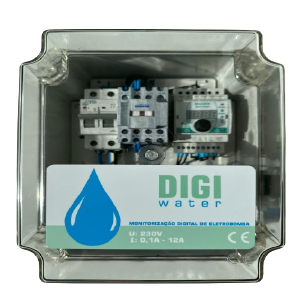 DIGI
water
MONITORIZAÇÃO DIGITAL DE ELETROBOMBA
U: 230V
I: 0,1A - 12A
CE